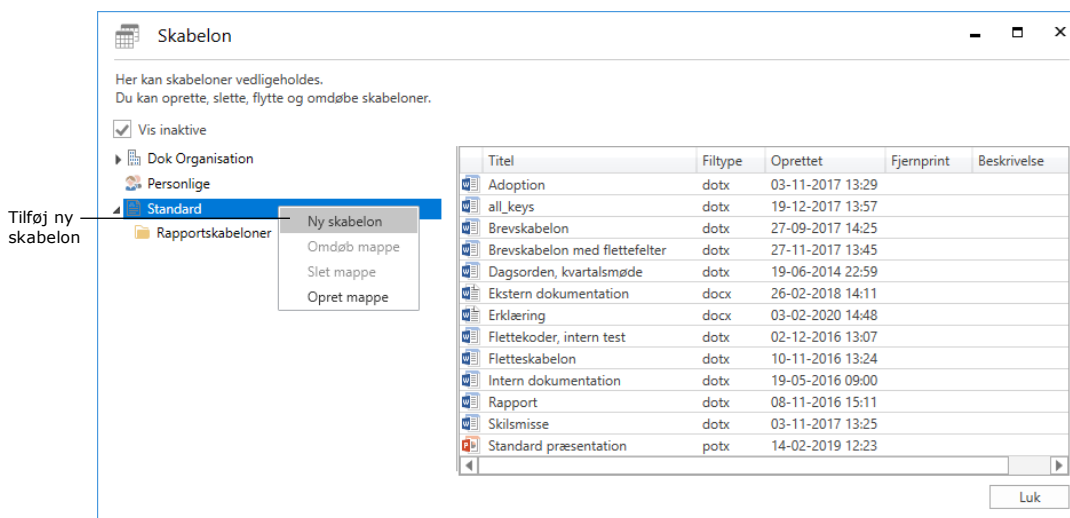 Skabelon
Her kan skabeloner vedligeholdes.
Du kan oprette, slette, flytte og omdøbe skabeloner.
Vis inaktive
Dok Organisation
Personlige
Standard
Rapportskabeloner
Tilføj ny
skabelon
Ny skabelon
Omdøb mappe
Slet mappe
Opret mappe
Titel Filtype Oprettet Fjernprint Beskrivelse
Adoption dotx 03-11-2017 13:29
all_keys dotx 19-12-2017 13:57
Brevskabelon dotx 27-09-2017 14:25
Brevskabelon med flettefelter dotx 27-11-2017 13:45
Dagsorden, kvartalsmøde dotx 19-06-2014 22:59
Ekstern dokumentation docx 26-02-2018 14:11
Erklæring docx 03-02-2020 14:48
Flettekoder, intern test dotx 02-12-2016 13:07
Fletteskabelon dotx 10-11-2016 13:24
Intern dokumentation dotx 19-05-2016 09:00
Rapport dotx 08-11-2016 15:11
Skilsmisse dotx 03-11-2017 13:25
Standard præsentation potx 14-02-2019 12:23
Luk